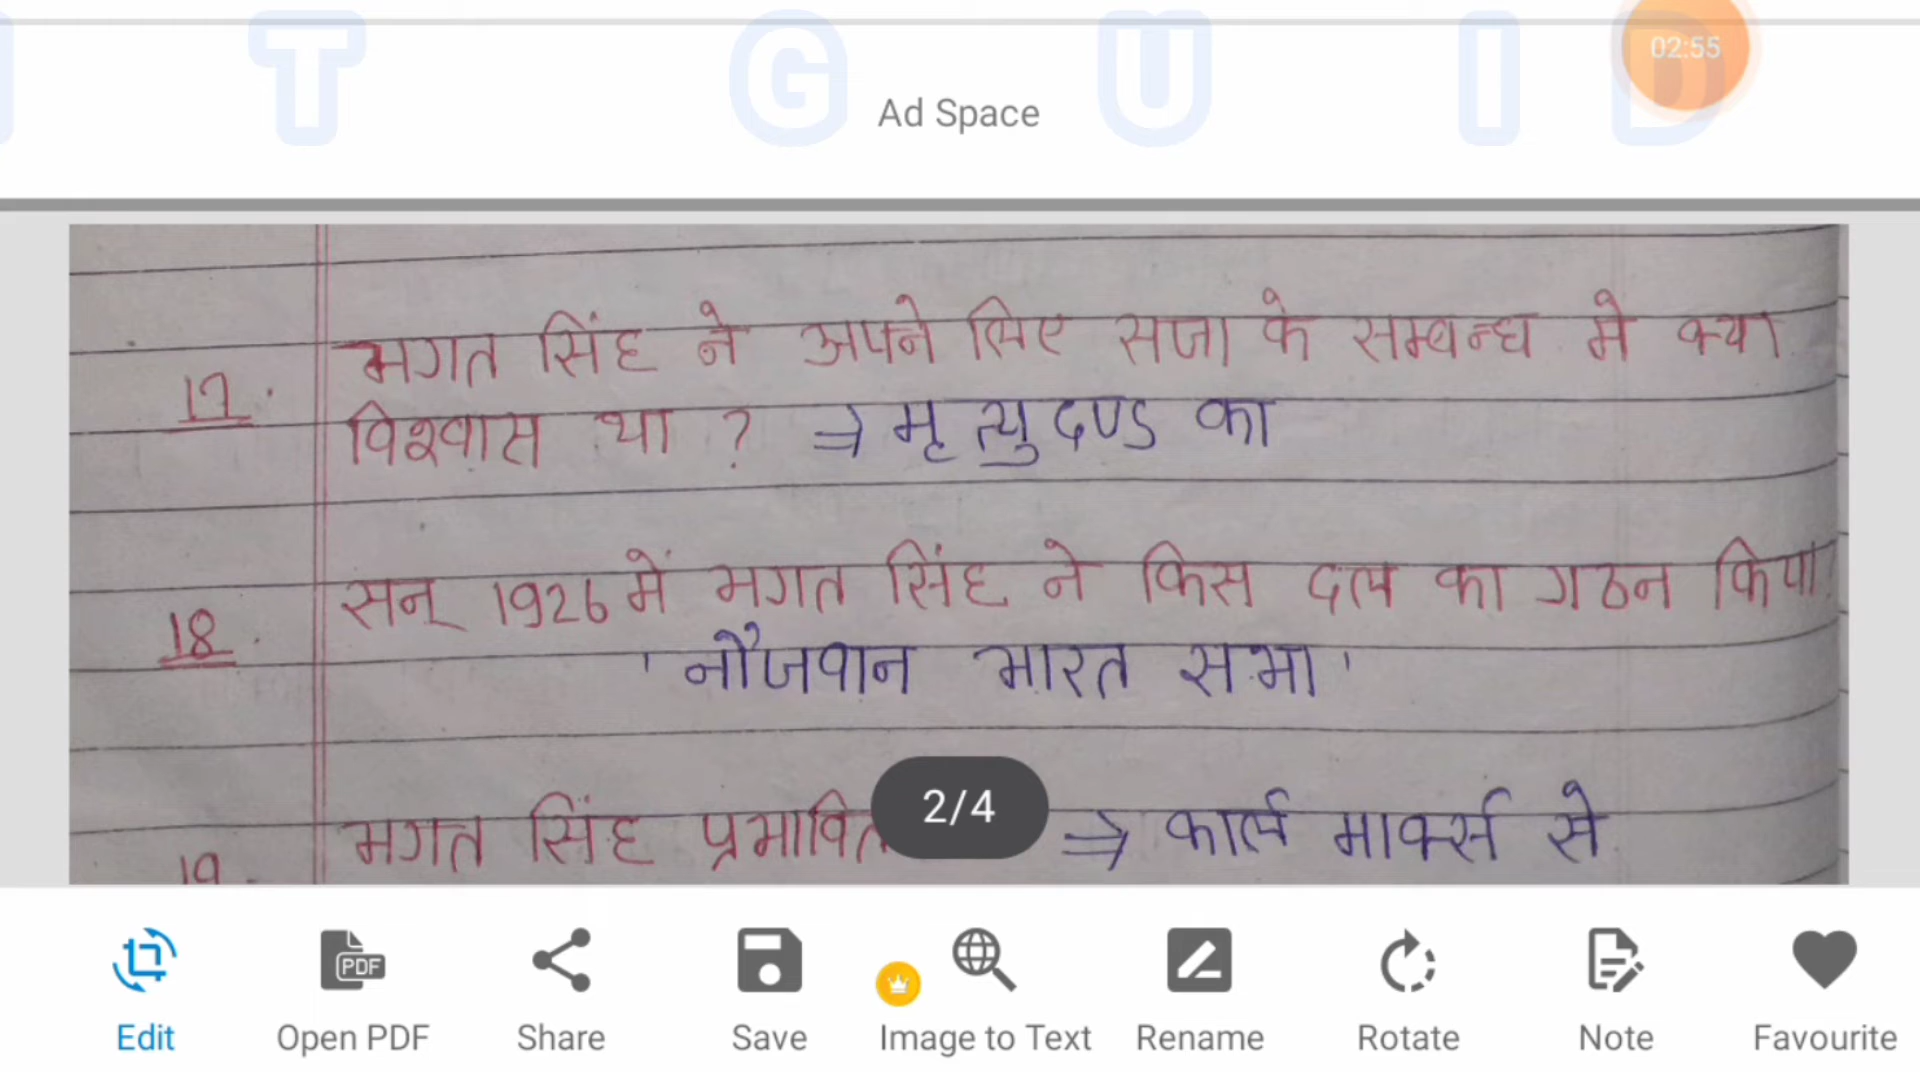 T G U I D
02:55
Ad Space
17. भगत सिंह ने अपने लिए सजा के सम्बन्ध मे क्या
विश्वास था ? ⇒ मृत्युदण्ड का
18. सन् 1926 में भगत सिंह ने किस दल का गठन किया
'नौजवान भारत सभा'
19. भगत सिंह प्रभावित ⇒ कार्ल मार्क्स से
2/4
Edit Open PDF Share Save Image to Text Rename Rotate Note Favourite